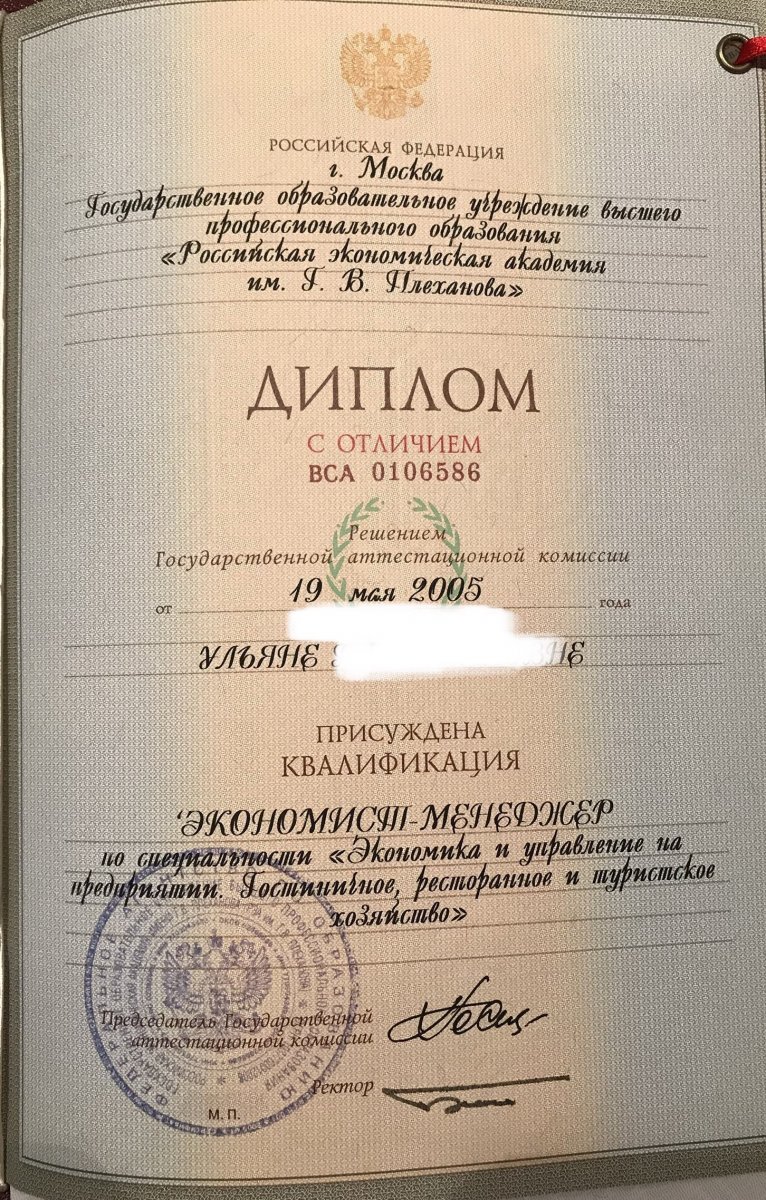 РОССИЙСКАЯ ФЕДЕРАЦИЯ
г. Москва
Государственное образовательное учреждение высшего
профессионального образования
«Российская экономическая академия
им. Г. В. Плеханова»
ДИПЛОМ
С ОТЛИЧИЕМ
ВСА 0106586
Решением
Государственной аттестационной комиссии
от 19 мая 2005 года
УЛЬЯНЕ
ПРИСУЖДЕНА
КВАЛИФИКАЦИЯ
ЭКОНОМИСТ-МЕНЕДЖЕР
по специальности «Экономика и управление на
предприятии. Гостиничное, ресторанное и туристское
хозяйство»
Председатель Государственной
аттестационной комиссии
Ректор
М.П.